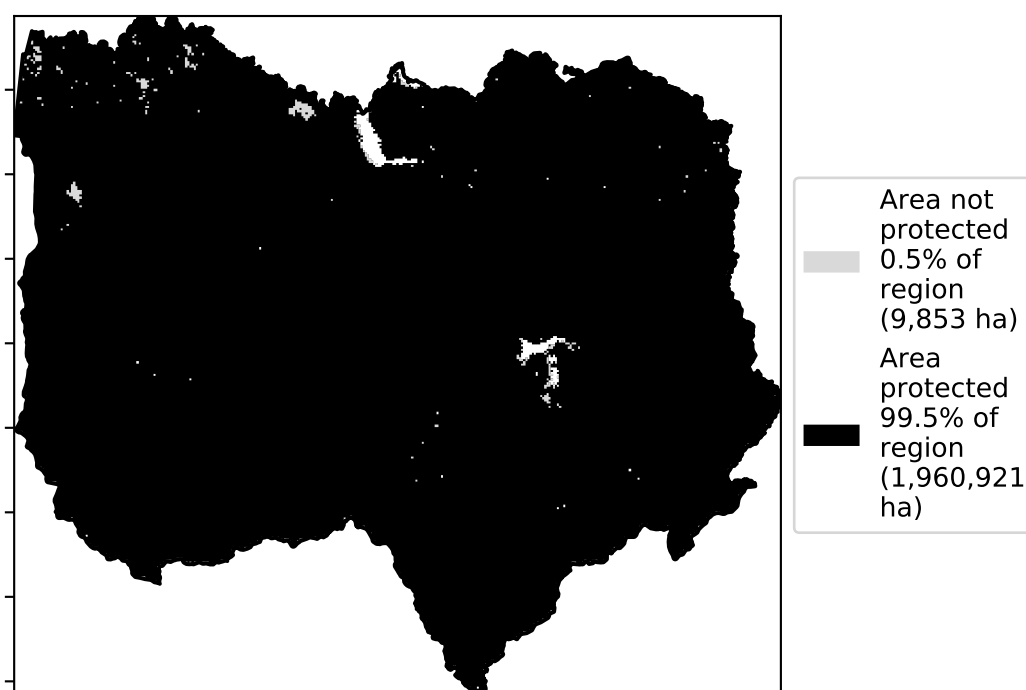 Area not
protected
0.5% of
region
(9,853 ha)
Area
protected
99.5% of
region
(1,960,921
ha)